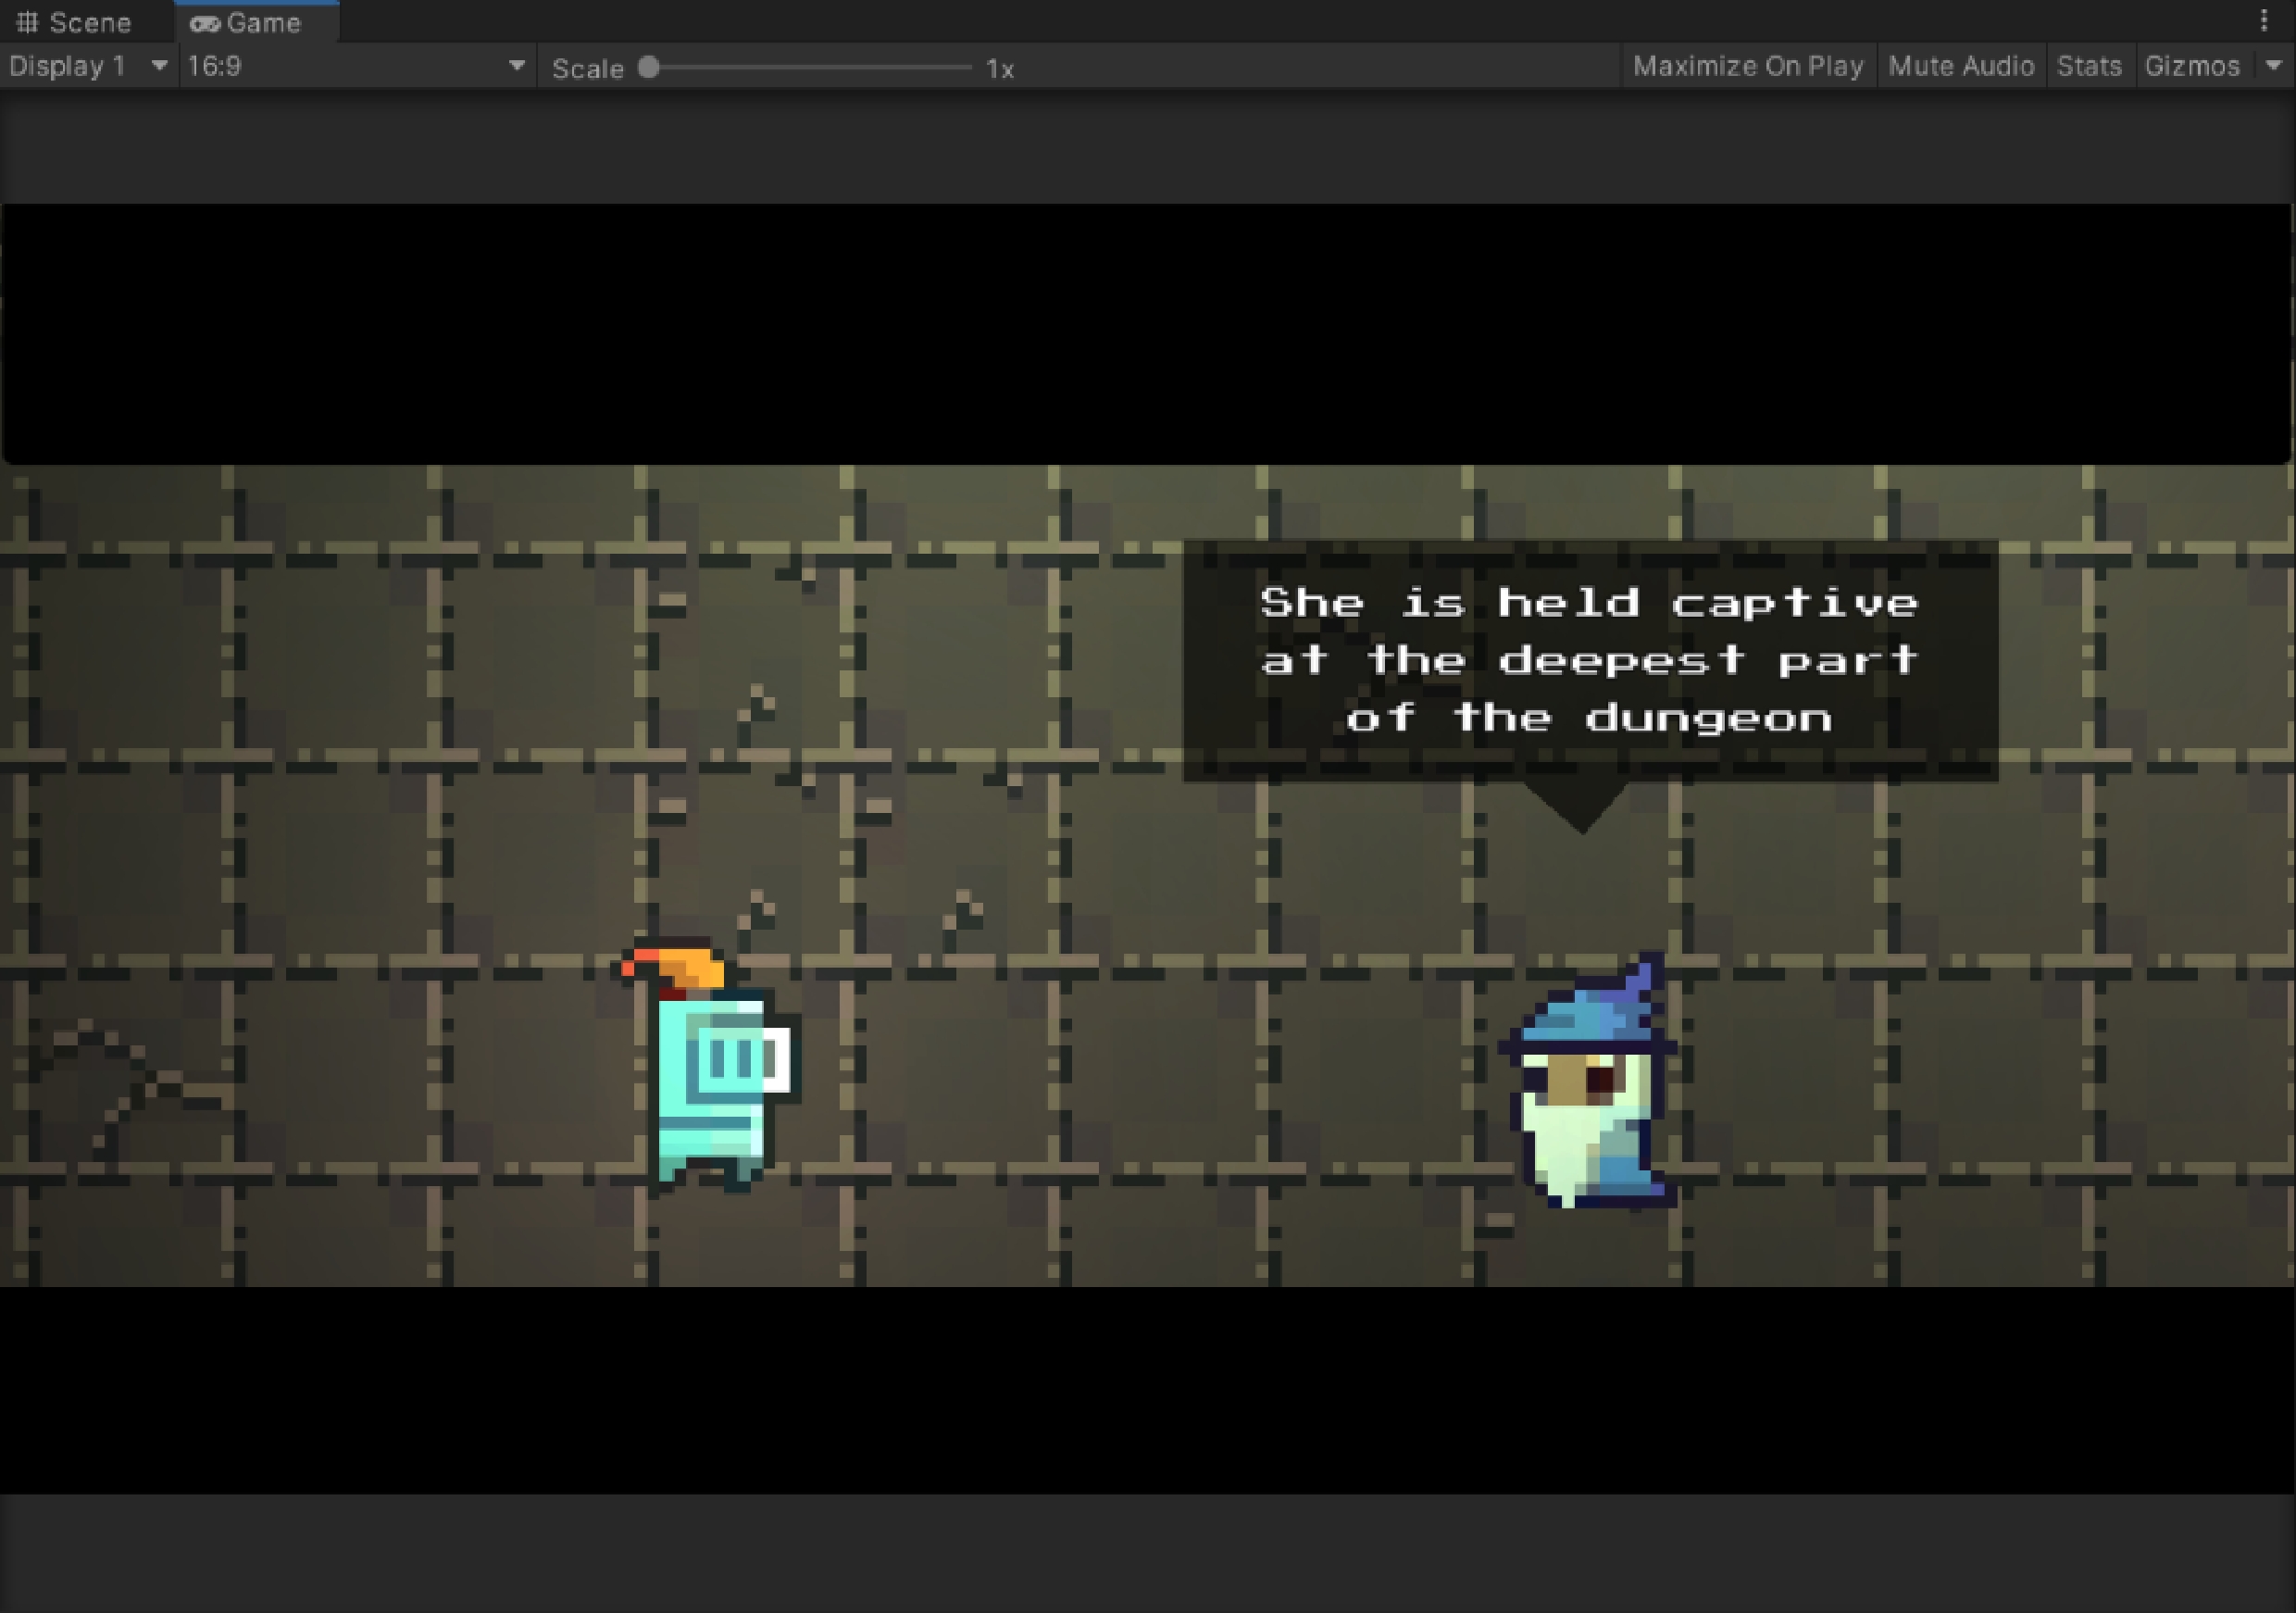 Scene Game
Display 1 16:9 Scale 1x Maximize On Play Mute Audio Stats Gizmos
She is held captive
at the deepest part
of the dungeon